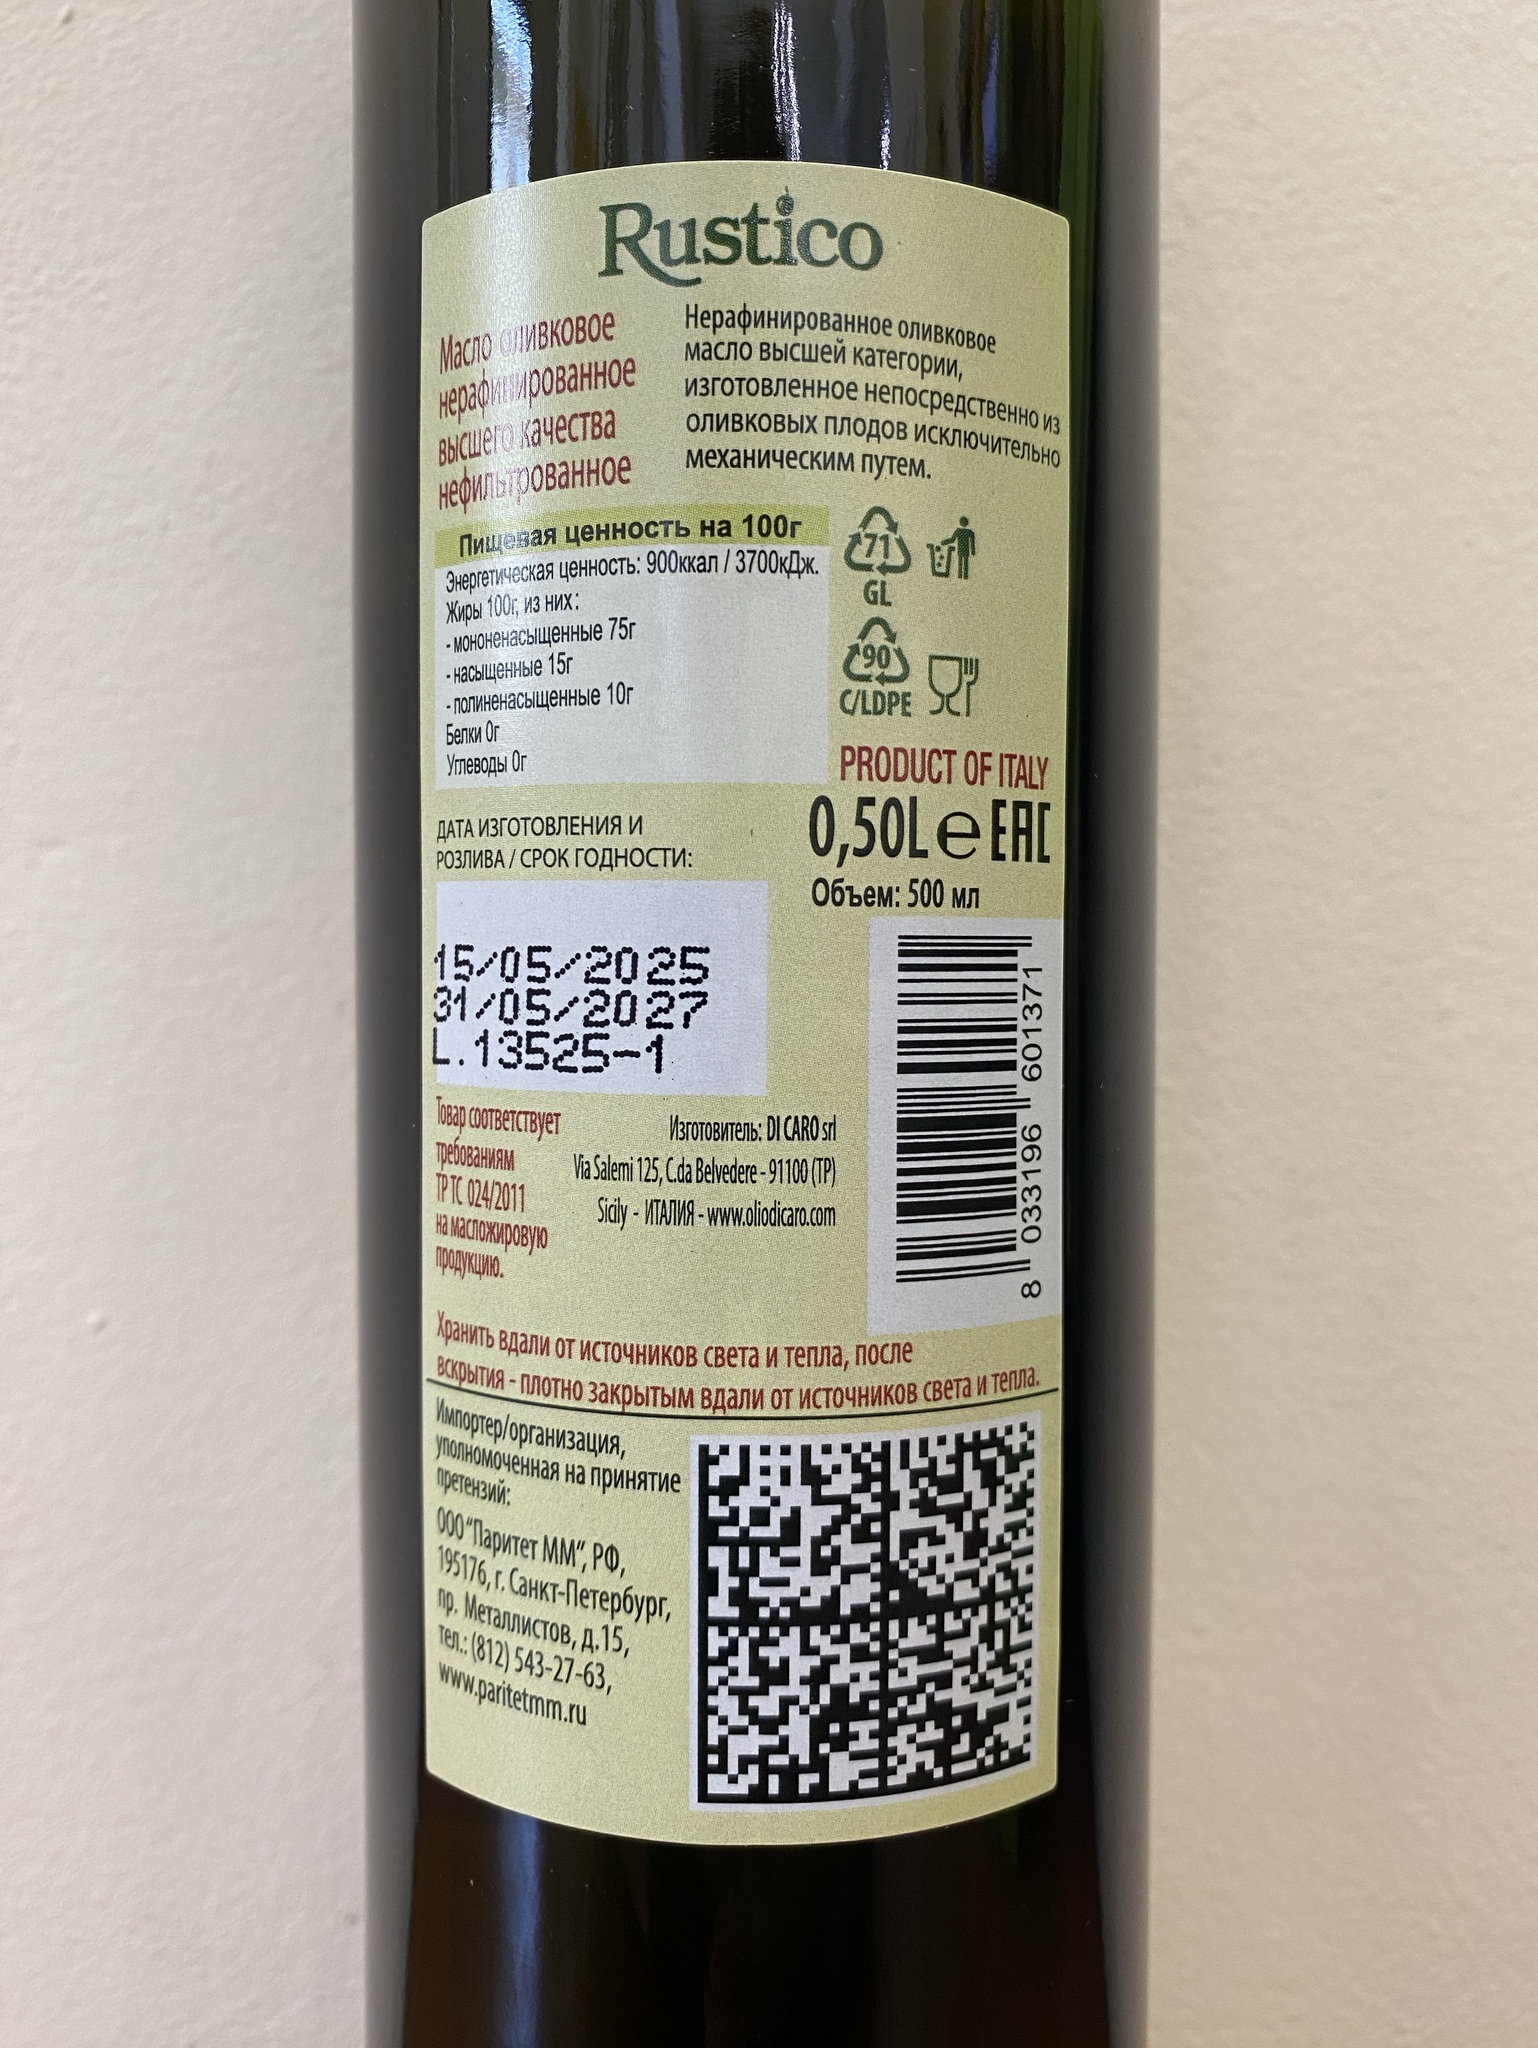 Rustico
Масло оливковое
нерафинированное
высшего качества
нефильтрованное
Нерафинированное оливковое
масло высшей категории,
изготовленное непосредственно из
оливковых плодов исключительно
механическим путем.
Пищевая ценность на 100г
Энергетическая ценность: 900ккал / 3700кДж.
Жиры 100г, из них:
- мононенасыщенные 75г
- насыщенные 15г
- полиненасыщенные 10г
Белки 0г
Углеводы 0г
71
GL
90
C/LDPE
PRODUCT OF ITALY
0,50L e EAC
Объем: 500 мл
ДАТА ИЗГОТОВЛЕНИЯ И
РОЗЛИВА / СРОК ГОДНОСТИ:
15/05/2025
31/05/2027
L.13525-1
8 033196 601371
Товар соответствует
требованиям
ТР ТС 024/2011
на масложировую
продукцию.
Изготовитель: DI CARO srl
Via Salemi 125, C.da Belvedere - 91100 (TP)
Sicily - ИТАЛИЯ - www.oliodicaro.com
Хранить вдали от источников света и тепла, после
вскрытия - плотно закрытым вдали от источников света и тепла.
Импортер/организация,
уполномоченная на принятие
претензий:
ООО "Паритет ММ", РФ,
195176, г. Санкт-Петербург,
пр. Металлистов, д.15,
тел.: (812) 543-27-63,
www.paritetmm.ru